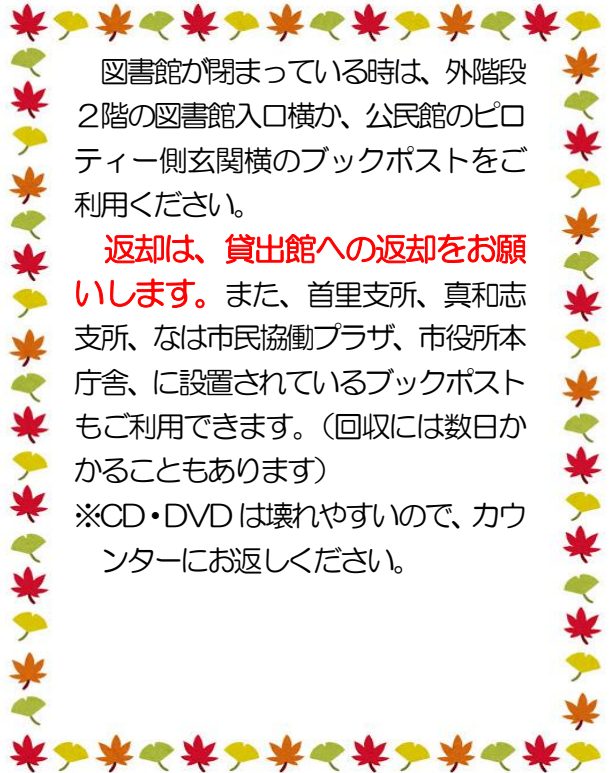 図書館が閉まっている時は、外階段
２階の図書館入口横か、公民館のピロ
ティー側玄関横のブックポストをご
利用ください。
返却は、貸出館への返却をお願
いします。また、首里支所、真和志
支所、なは市民協働プラザ、市役所本
庁舎、に設置されているブックポスト
もご利用できます。（回収には数日か
かることもあります）
※CD・DVD は壊れやすいので、カウ
ンターにお返しください。